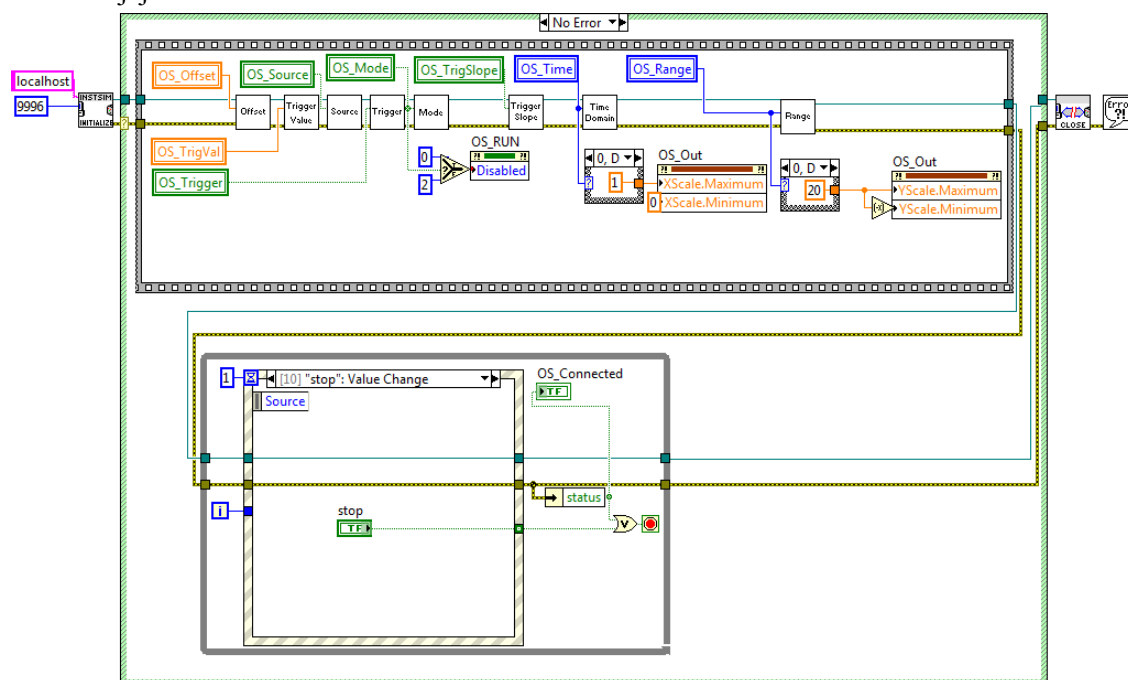 No Error
localhost
9996
INSTSIM
INITIALIZE
OS_Offset
OS_Source
OS_Mode
OS_TrigSlope
OS_Time
OS_Range
Offset
Trigger Value
Source
Trigger
Mode
Trigger Slope
Time Domain
Range
CLOSE
Erro
?!
OS_TrigVal
OS_Trigger
0
2
OS_RUN
Disabled
0, D
1
OS_Out
XScale.Maximum
0
XScale.Minimum
0, D
20
OS_Out
YScale.Maximum
YScale.Minimum
1
[10] "stop": Value Change
Source
OS_Connected
TF
status
i
stop
TF